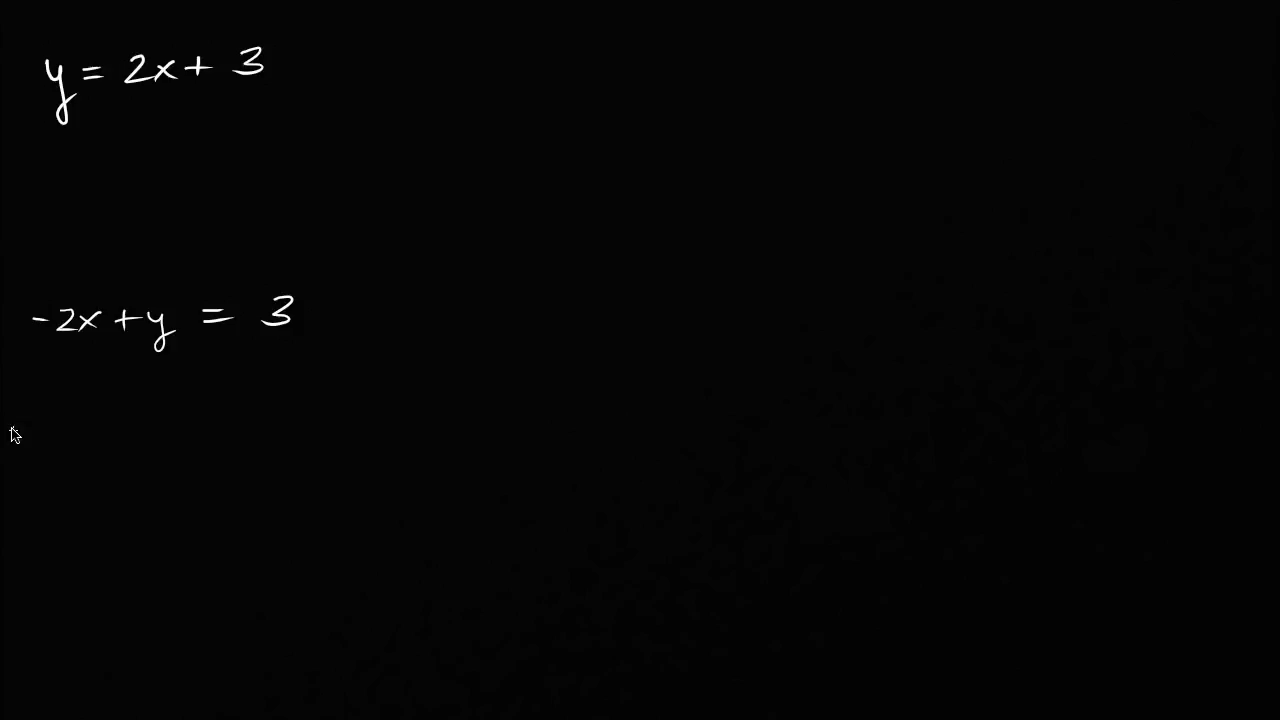 y = 2x + 3
-2x + y = 3